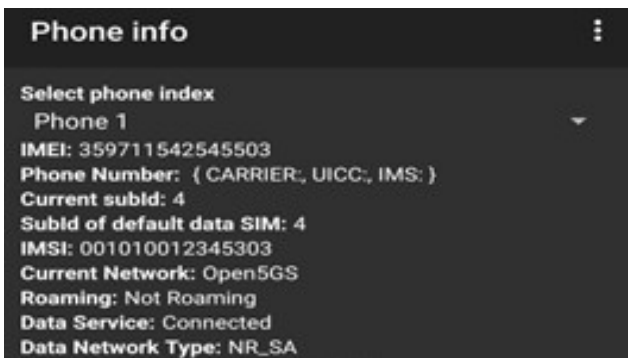 Phone info
Select phone index
Phone 1
IMEI: 359711542545503
Phone Number: { CARRIER:, UICC:, IMS: }
Current subId: 4
SubId of default data SIM: 4
IMSI: 001010012345303
Current Network: Open5GS
Roaming: Not Roaming
Data Service: Connected
Data Network Type: NR_SA